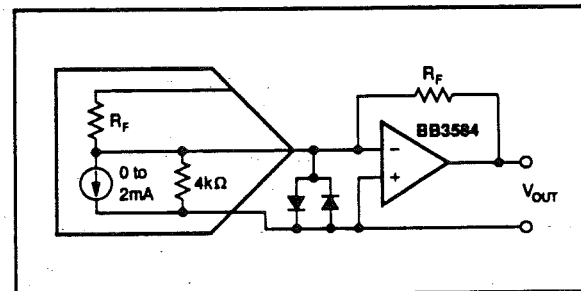 R_F
R_F
BB3584
0 to
2mA
4kΩ
−
+
V_OUT